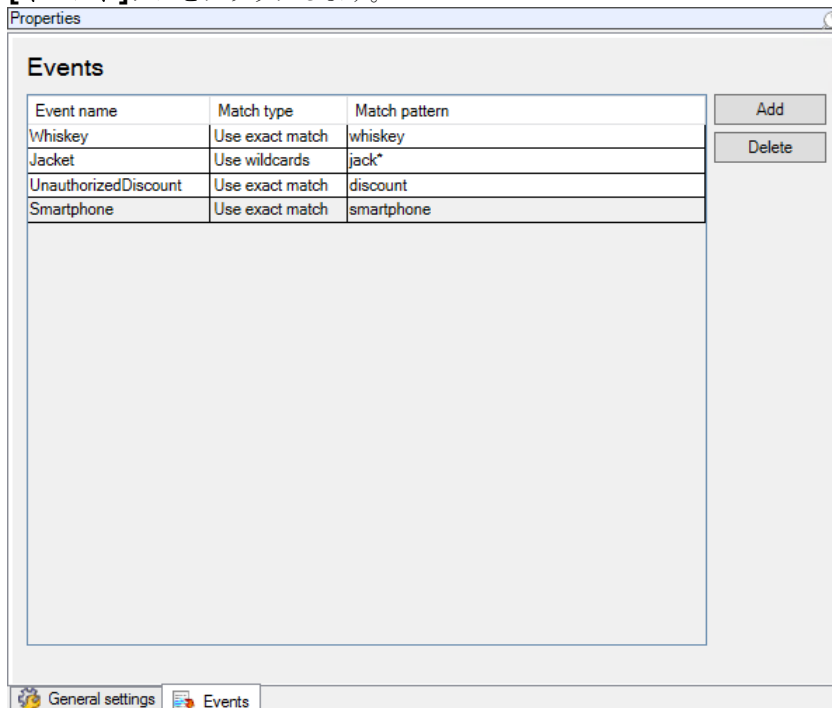 Properties
Events
Event name Match type Match pattern
Whiskey Use exact match whiskey
Jacket Use wildcards jack*
UnauthorizedDiscount Use exact match discount
Smartphone Use exact match smartphone
Add
Delete
General settings Events